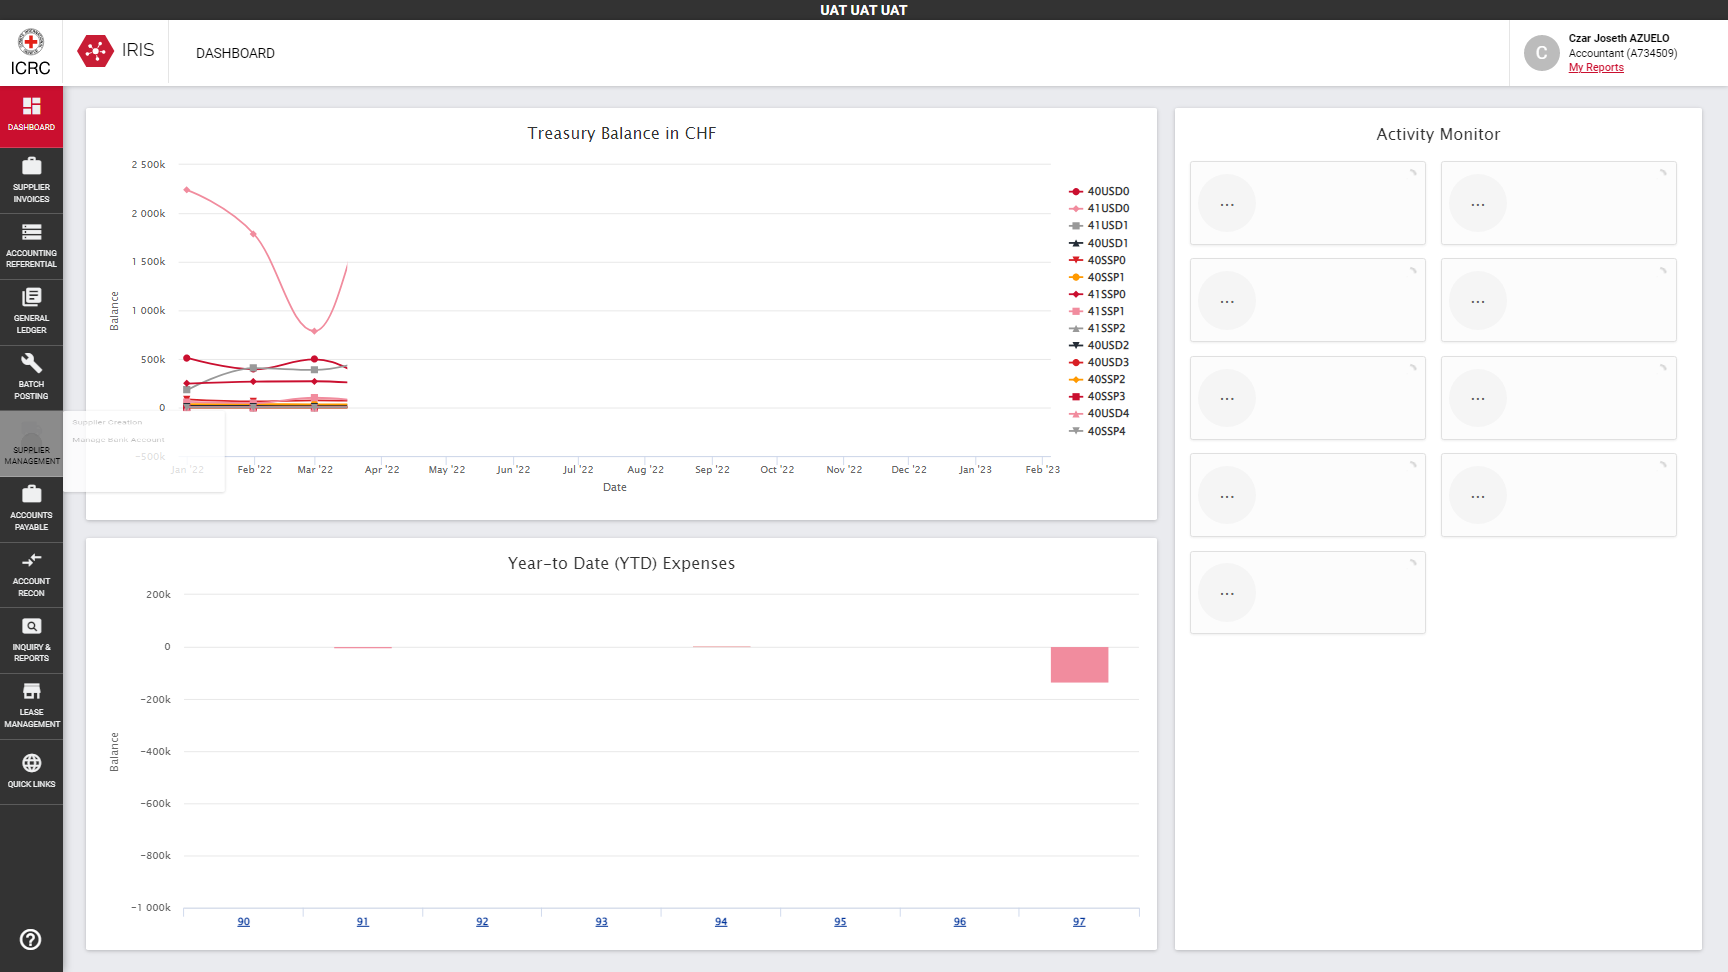 UAT UAT UAT
ICRC
IRIS
DASHBOARD
Czar Joseth AZUELO
Accountant (A734509)
My Reports
C
DASHBOARD
SUPPLIER
INVOICES
ACCOUNTING
REFERENTIAL
GENERAL
LEDGER
BATCH
POSTING
SUPPLIER
MANAGEMENT
Supplier Creation
Manage Bank Account
ACCOUNTS
PAYABLE
ACCOUNT
RECON
INQUIRY &
REPORTS
LEASE
MANAGEMENT
QUICK LINKS
Treasury Balance in CHF
2 500k
2 000k
1 500k
1 000k
500k
0
-500k
Balance
Jan '22
Feb '22
Mar '22
Apr '22
May '22
Jun '22
Jul '22
Aug '22
Sep '22
Oct '22
Nov '22
Dec '22
Jan '23
Feb '23
Date
40USD0
41USD0
41USD1
40USD1
40SSP0
40SSP1
41SSP0
41SSP1
41SSP2
40USD2
40USD3
40SSP2
40SSP3
40USD4
40SSP4
Year-to Date (YTD) Expenses
200k
0
-200k
-400k
-600k
-800k
-1 000k
Balance
90
91
92
93
94
95
96
97
Activity Monitor
...
...
...
...
...
...
...
...
...